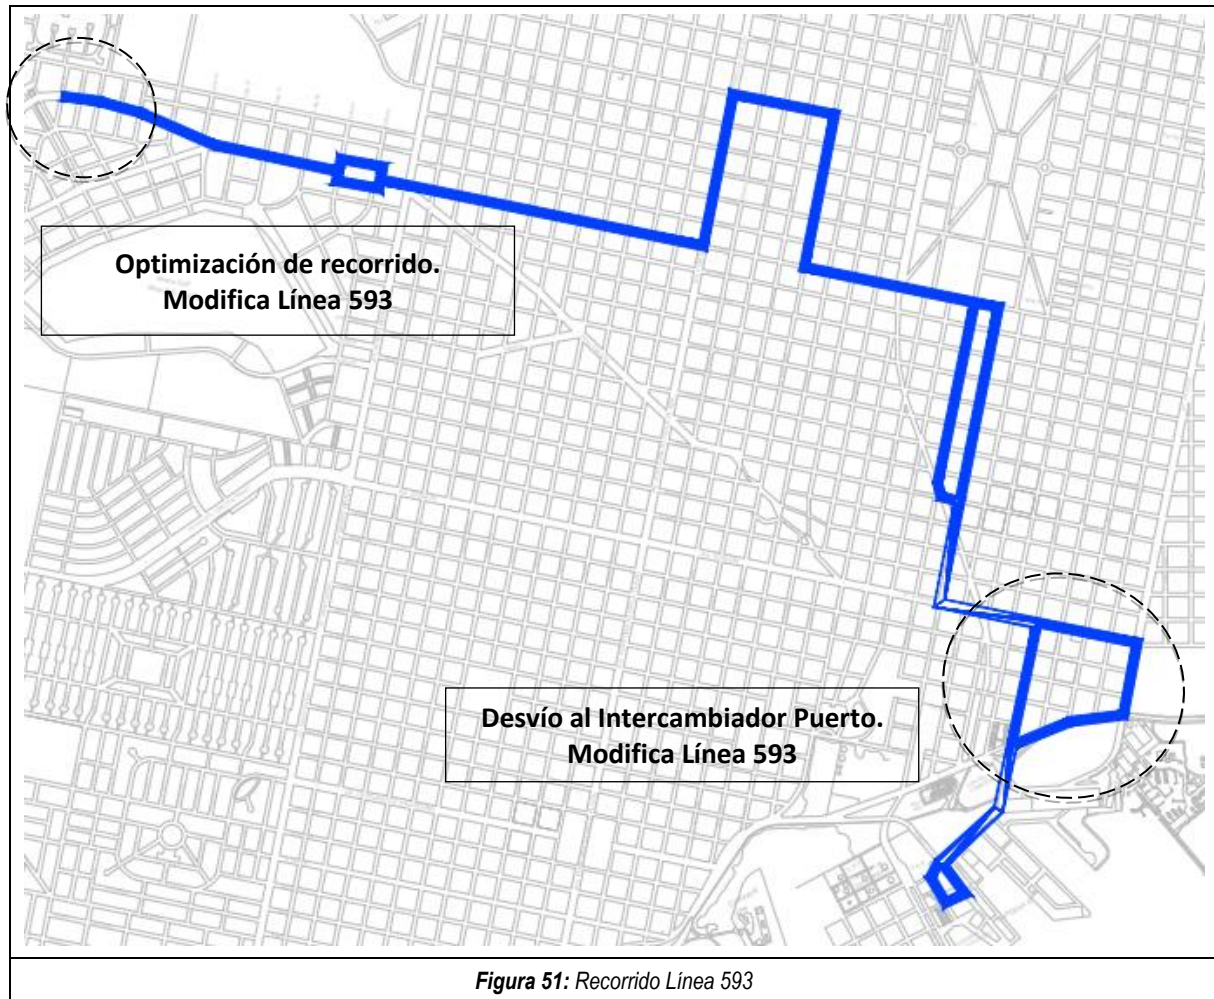 Optimización de recorrido.
Modifica Línea 593
Desvío al Intercambiador Puerto.
Modifica Línea 593
Figura 51: Recorrido Línea 593